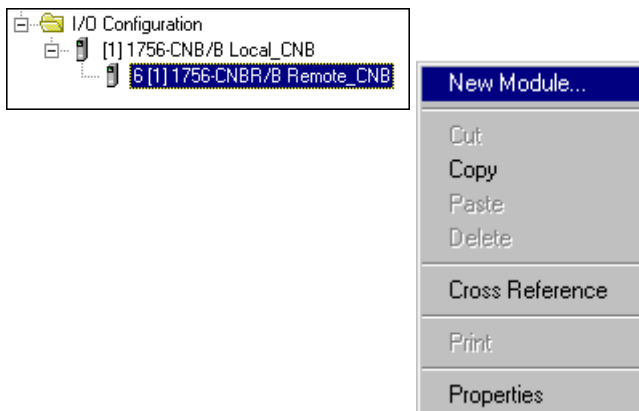 I/O Configuration
[1] 1756-CNB/B Local_CNB
6 [1] 1756-CNBR/B Remote_CNB
New Module...
Cut
Copy
Paste
Delete
Cross Reference
Print
Properties